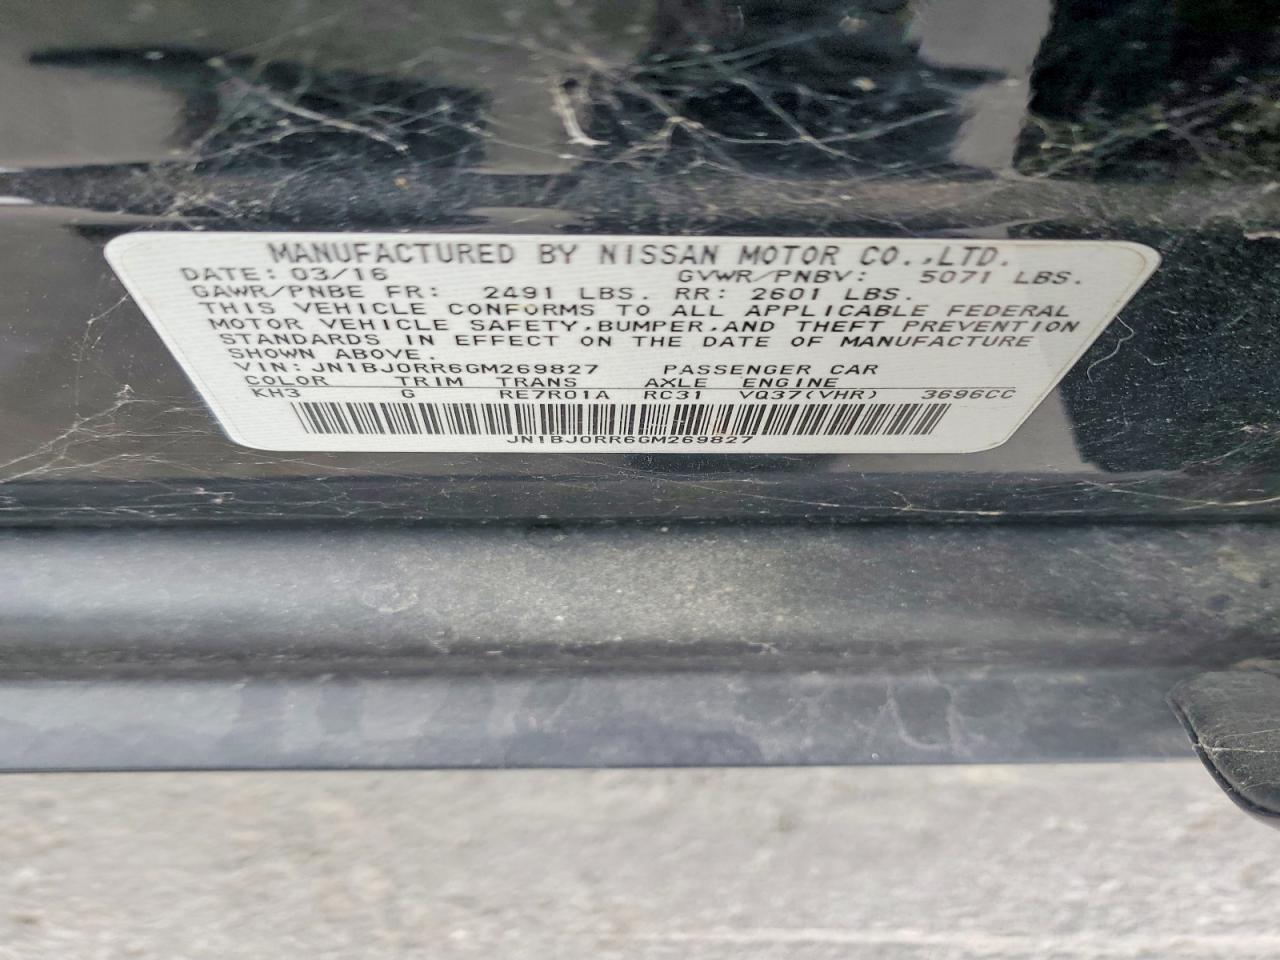 MANUFACTURED BY NISSAN MOTOR CO.,LTD.
DATE: 03/16 GVWR/PNBV: 5071 LBS.
GAWR/PNBE FR: 2491 LBS. RR: 2601 LBS.
THIS VEHICLE CONFORMS TO ALL APPLICABLE FEDERAL
MOTOR VEHICLE SAFETY,BUMPER,AND THEFT PREVENTION
STANDARDS IN EFFECT ON THE DATE OF MANUFACTURE
SHOWN ABOVE.
VIN: JN1BJ0RR6GM269827 PASSENGER CAR
COLOR TRIM TRANS AXLE ENGINE
KH3 G RE7R01A RC31 VQ37(VHR) 3696CC
JN1BJ0RR6GM269827